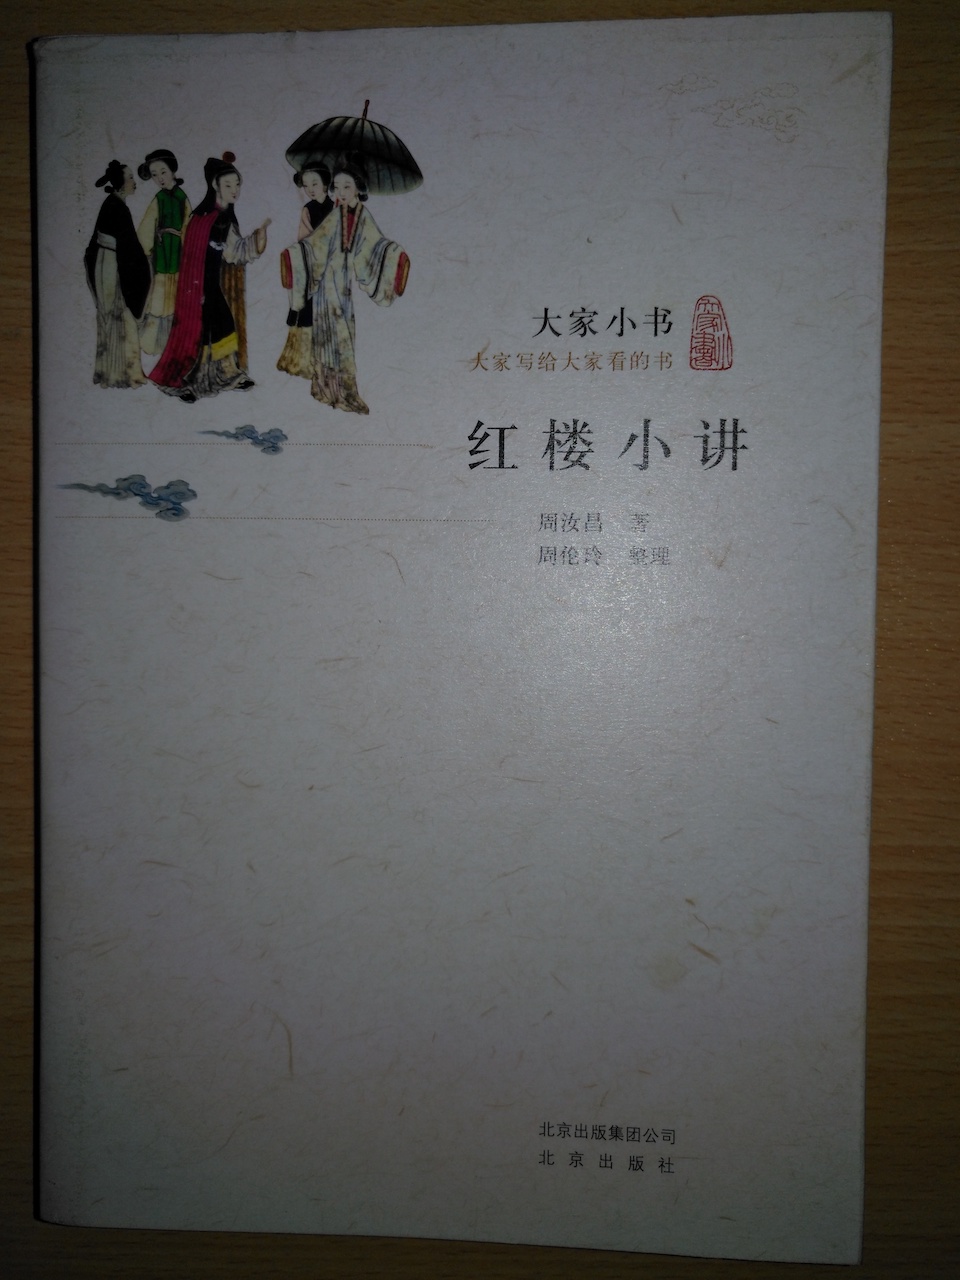 大家小书
大家写给大家看的书
红楼小讲
周汝昌 著
周伦玲 整理
北京出版集团公司
北京出版社